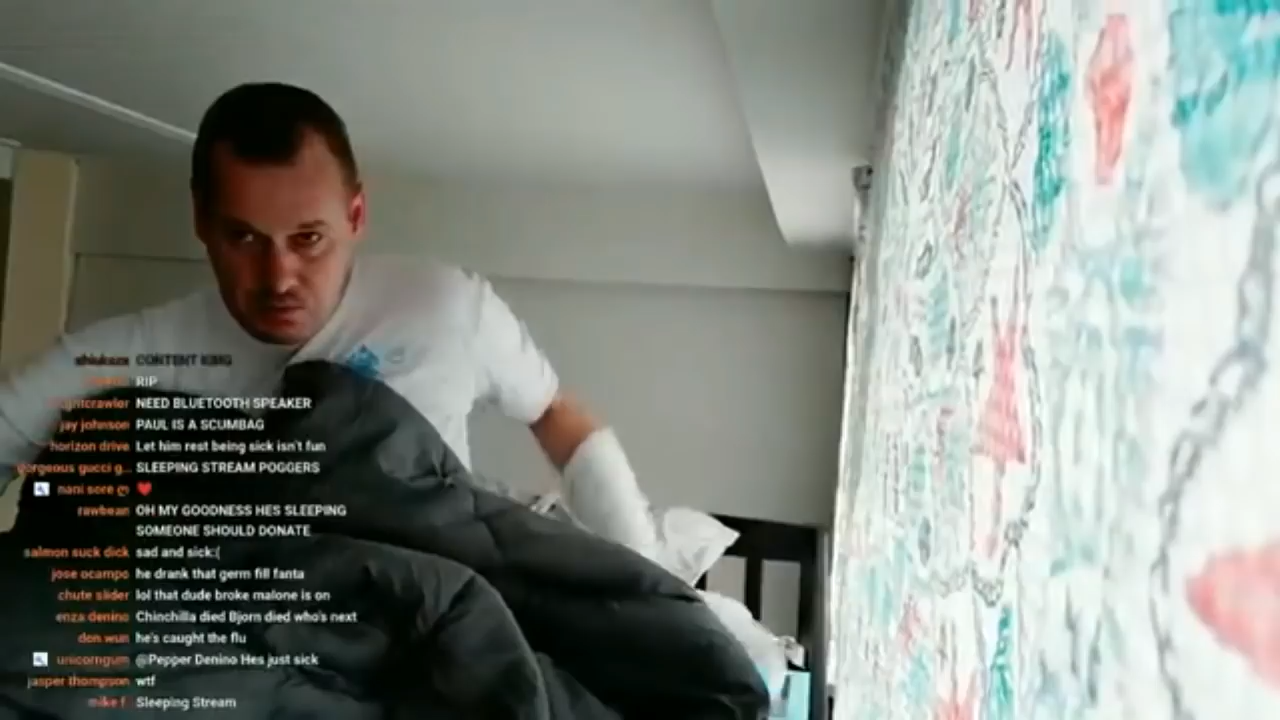 CONTENT KING
RIP
NEED BLUETOOTH SPEAKER
jay johnson PAUL IS A SCUMBAG
horizon drive Let him rest being sick isn't fun
gorgeous gucci g... SLEEPING STREAM POGGERS
nani sore ღ ❤
rawbean OH MY GOODNESS HES SLEEPING
SOMEONE SHOULD DONATE
salmon suck dick sad and sick:(
jose ocampo he drank that germ fill fanta
chute slider lol that dude broke malone is on
enza denino Chinchilla died Bjorn died who's next
don wun he's caught the flu
unicorngum @Pepper Denino Hes just sick
jasper thompson wtf
mike f Sleeping Stream